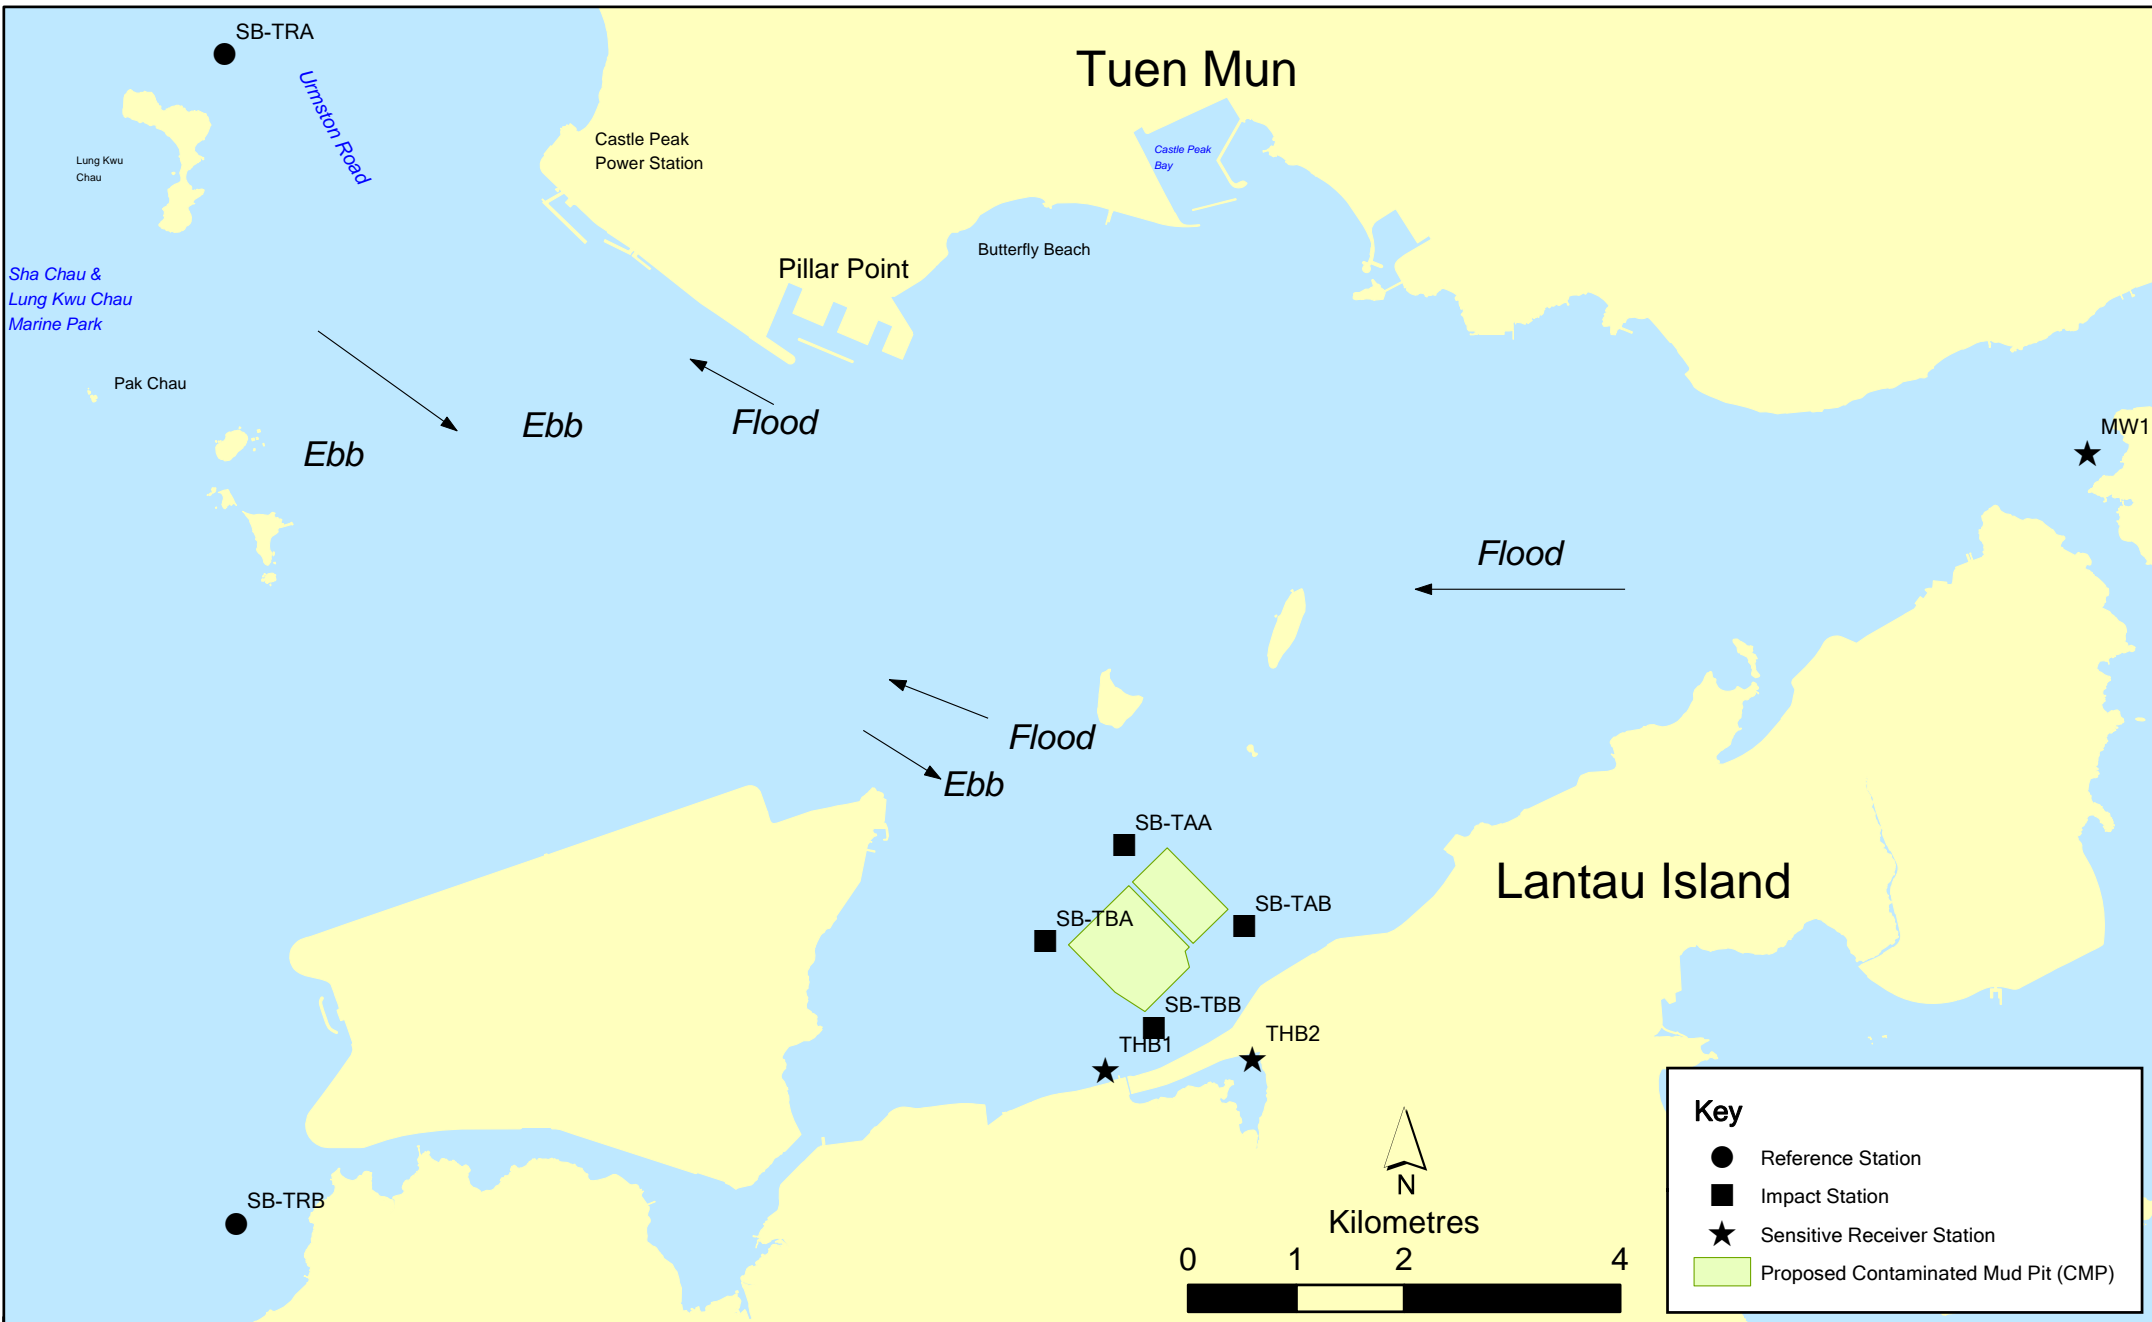 SB-TRA
Tuen Mun
Urmston Road
Castle Peak
Power Station
Castle Peak
Bay
Lung Kwu
Chau
Butterfly Beach
Pillar Point
Sha Chau &
Lung Kwu Chau
Marine Park
Pak Chau
Ebb
Flood
Ebb
MW1
Flood
Flood
Ebb
SB-TAA
Lantau Island
SB-TAB
SB-TBA
SB-TBB
THB2
THB1
SB-TRB
N
Kilometres
0 1 2 4
Key
Reference Station
Impact Station
Sensitive Receiver Station
Proposed Contaminated Mud Pit (CMP)